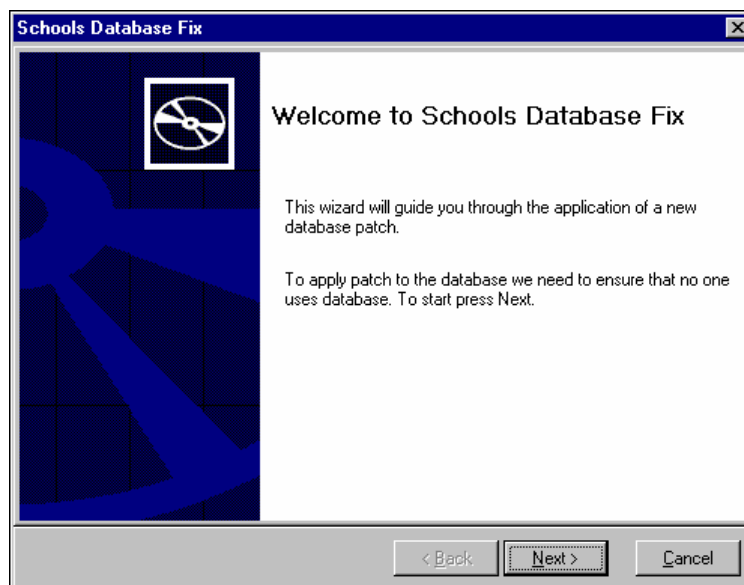 Schools Database Fix
Welcome to Schools Database Fix
This wizard will guide you through the application of a new
database patch.
To apply patch to the database we need to ensure that no one
uses database. To start press Next.
< Back
Next >
Cancel